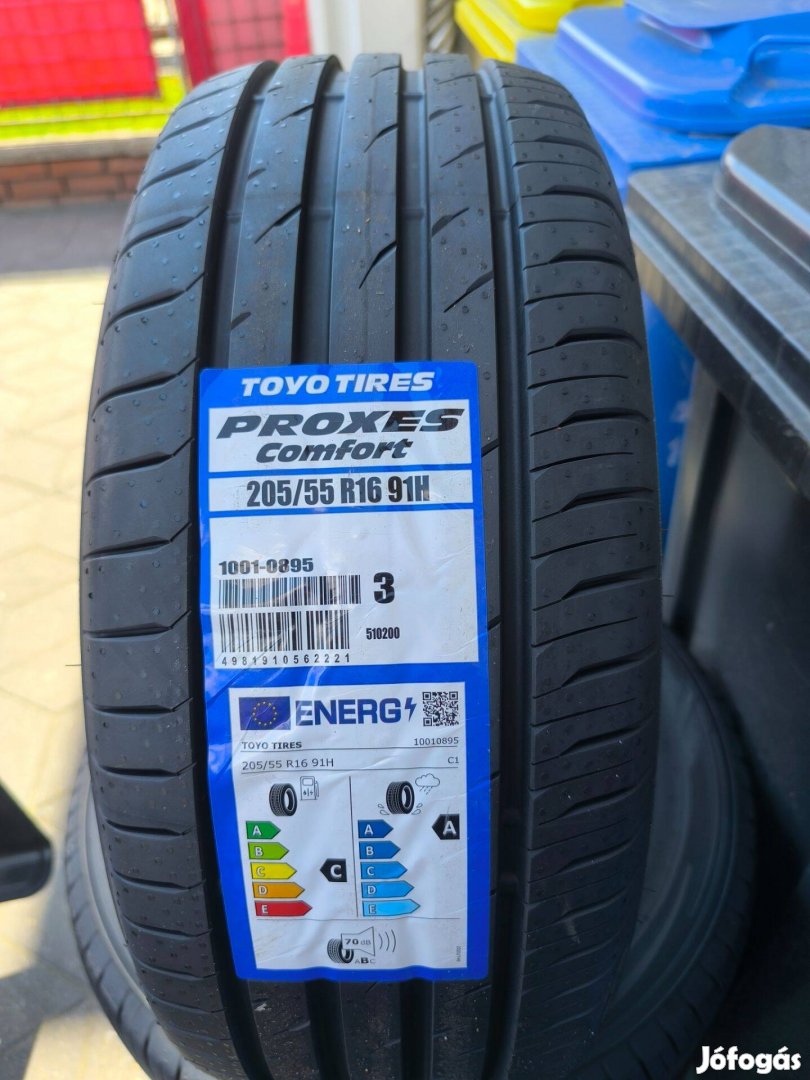 TOYO TIRES
PROXES
Comfort
205/55 R16 91H
1001-0895
3
510200
4981910562221
ENERG
TOYO TIRES 10010895
205/55 R16 91H C1
A A A
B B
C C C
D D
E E
70 dB
ABC
Jófogás